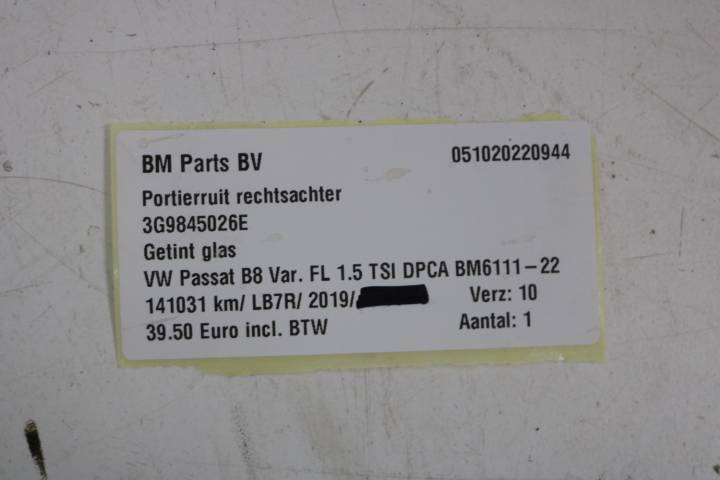 BM Parts BV 051020220944
Portierruit rechtsachter
3G9845026E
Getint glas
VW Passat B8 Var. FL 1.5 TSI DPCA BM6111-22
141031 km/ LB7R/ 2019/ Verz: 10
39.50 Euro incl. BTW Aantal: 1